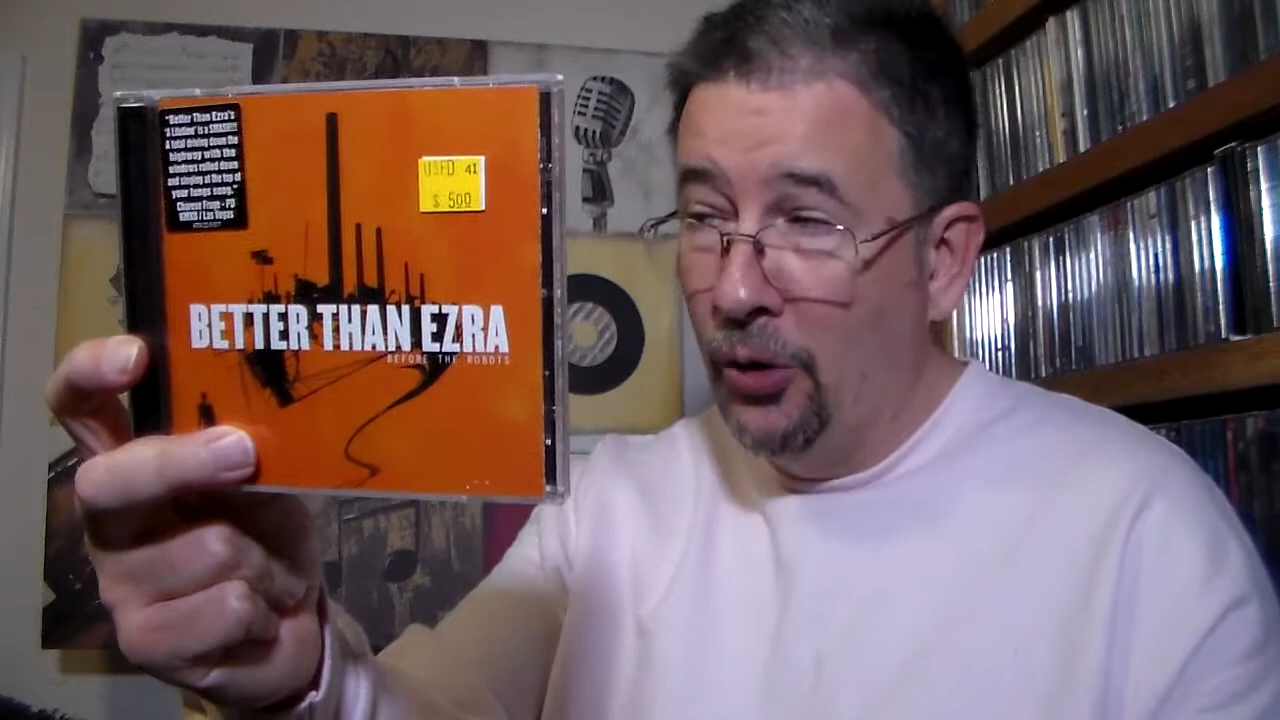 "Better Than Ezra's
'A Lifetime' is a SMASH!!!
A total driving down the
highway with the
windows rolled down
and singing at the top of
your lungs song."
Charese Fruge - PD
/ Las Vegas
USED 41
$ 5.00
BETTER THAN EZRA
BEFORE THE ROBOTS